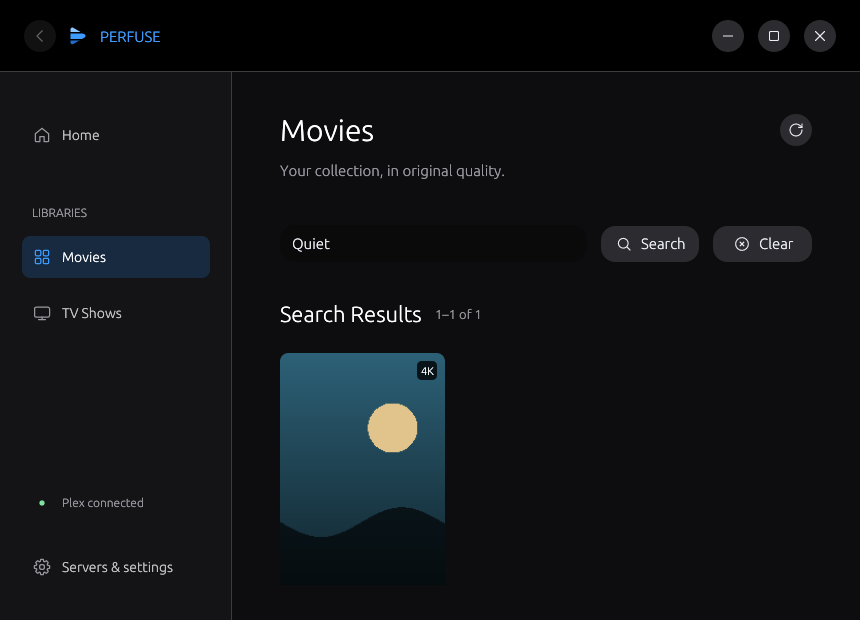 PERFUSE
Home
LIBRARIES
Movies
TV Shows
Plex connected
Servers & settings
Movies
Your collection, in original quality.
Quiet
Search
Clear
Search Results
1–1 of 1
4K